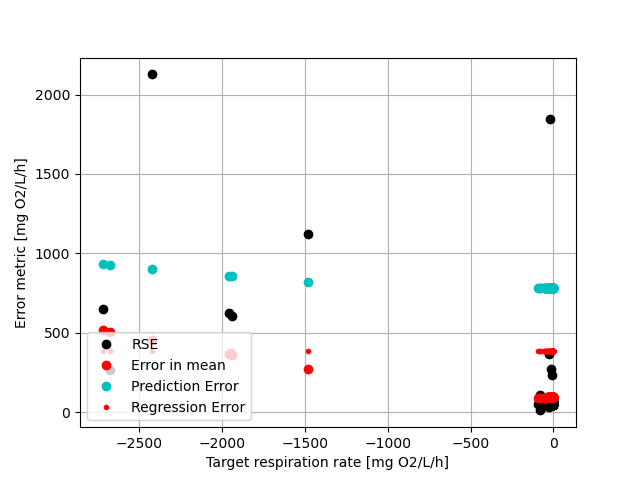 2000
1500
1000
500
0
Error metric [mg O2/L/h]
RSE
Error in mean
Prediction Error
Regression Error
−2500 −2000 −1500 −1000 −500 0
Target respiration rate [mg O2/L/h]